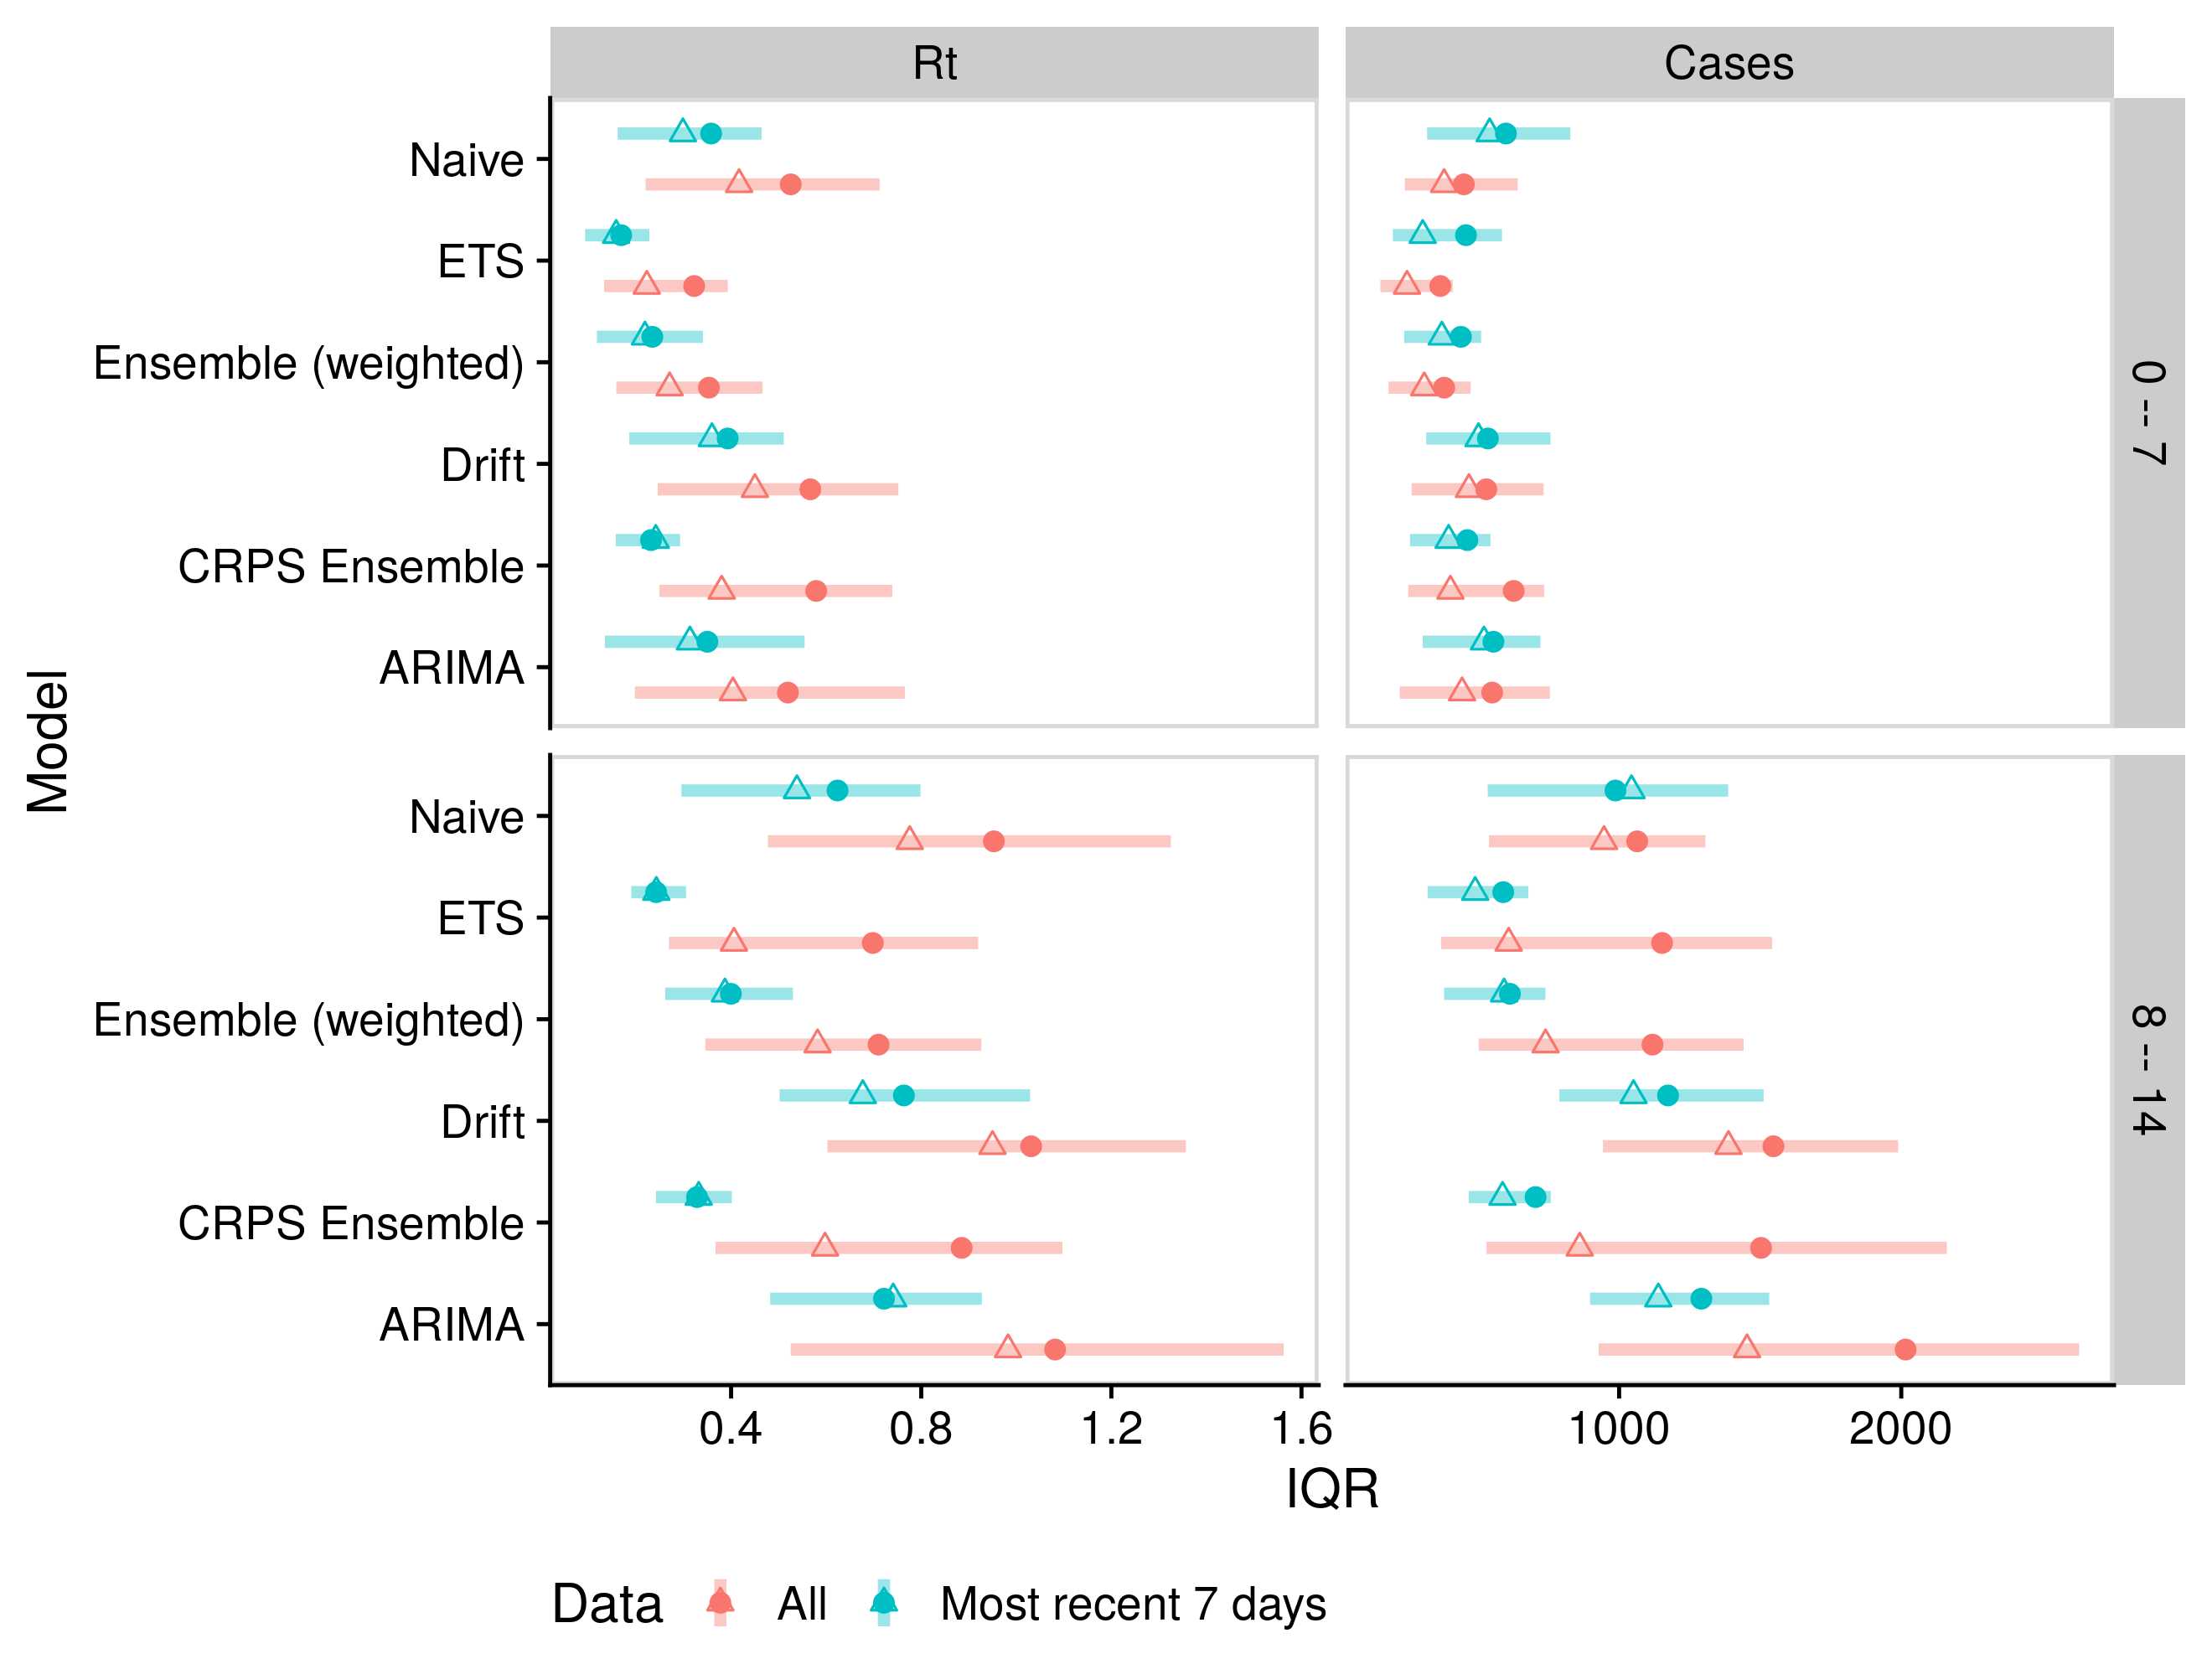 Rt
Cases
Naive
ETS
Ensemble (weighted)
Drift
CRPS Ensemble
ARIMA
0 -- 7
Model
Naive
ETS
Ensemble (weighted)
Drift
CRPS Ensemble
ARIMA
8 -- 14
0.4 0.8 1.2 1.6 1000 2000
IQR
Data All Most recent 7 days